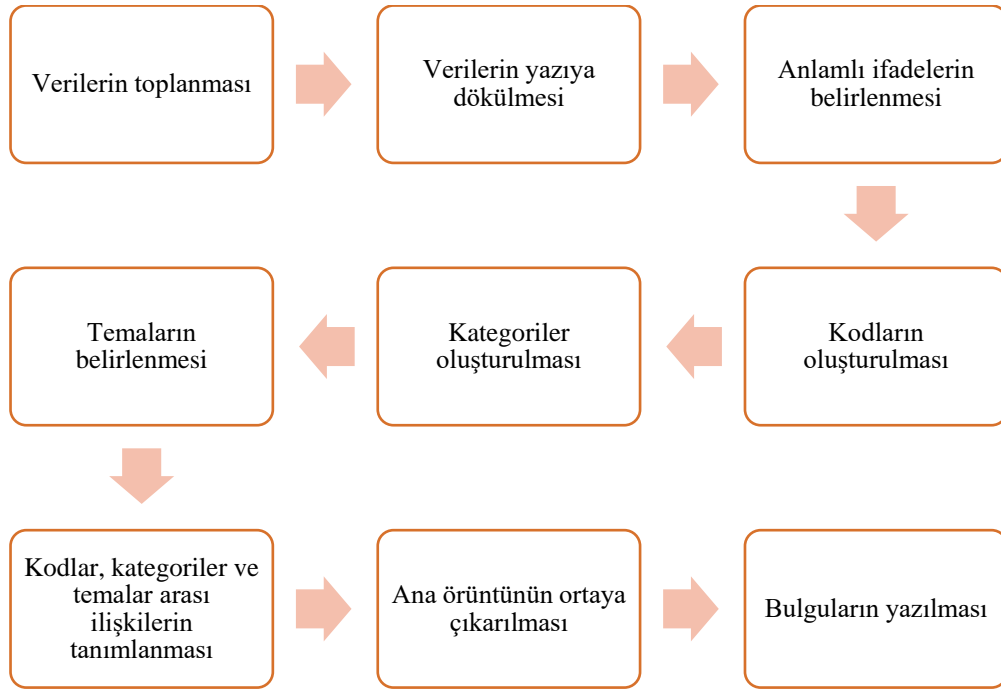 Verilerin toplanması
Verilerin yazıya
dökülmesi
Anlamlı ifadelerin
belirlenmesi
Kodların
oluşturulması
Kategoriler
oluşturulması
Temaların
belirlenmesi
Kodlar, kategoriler ve
temalar arası
ilişkilerin
tanımlanması
Ana örüntünün ortaya
çıkarılması
Bulguların yazılması